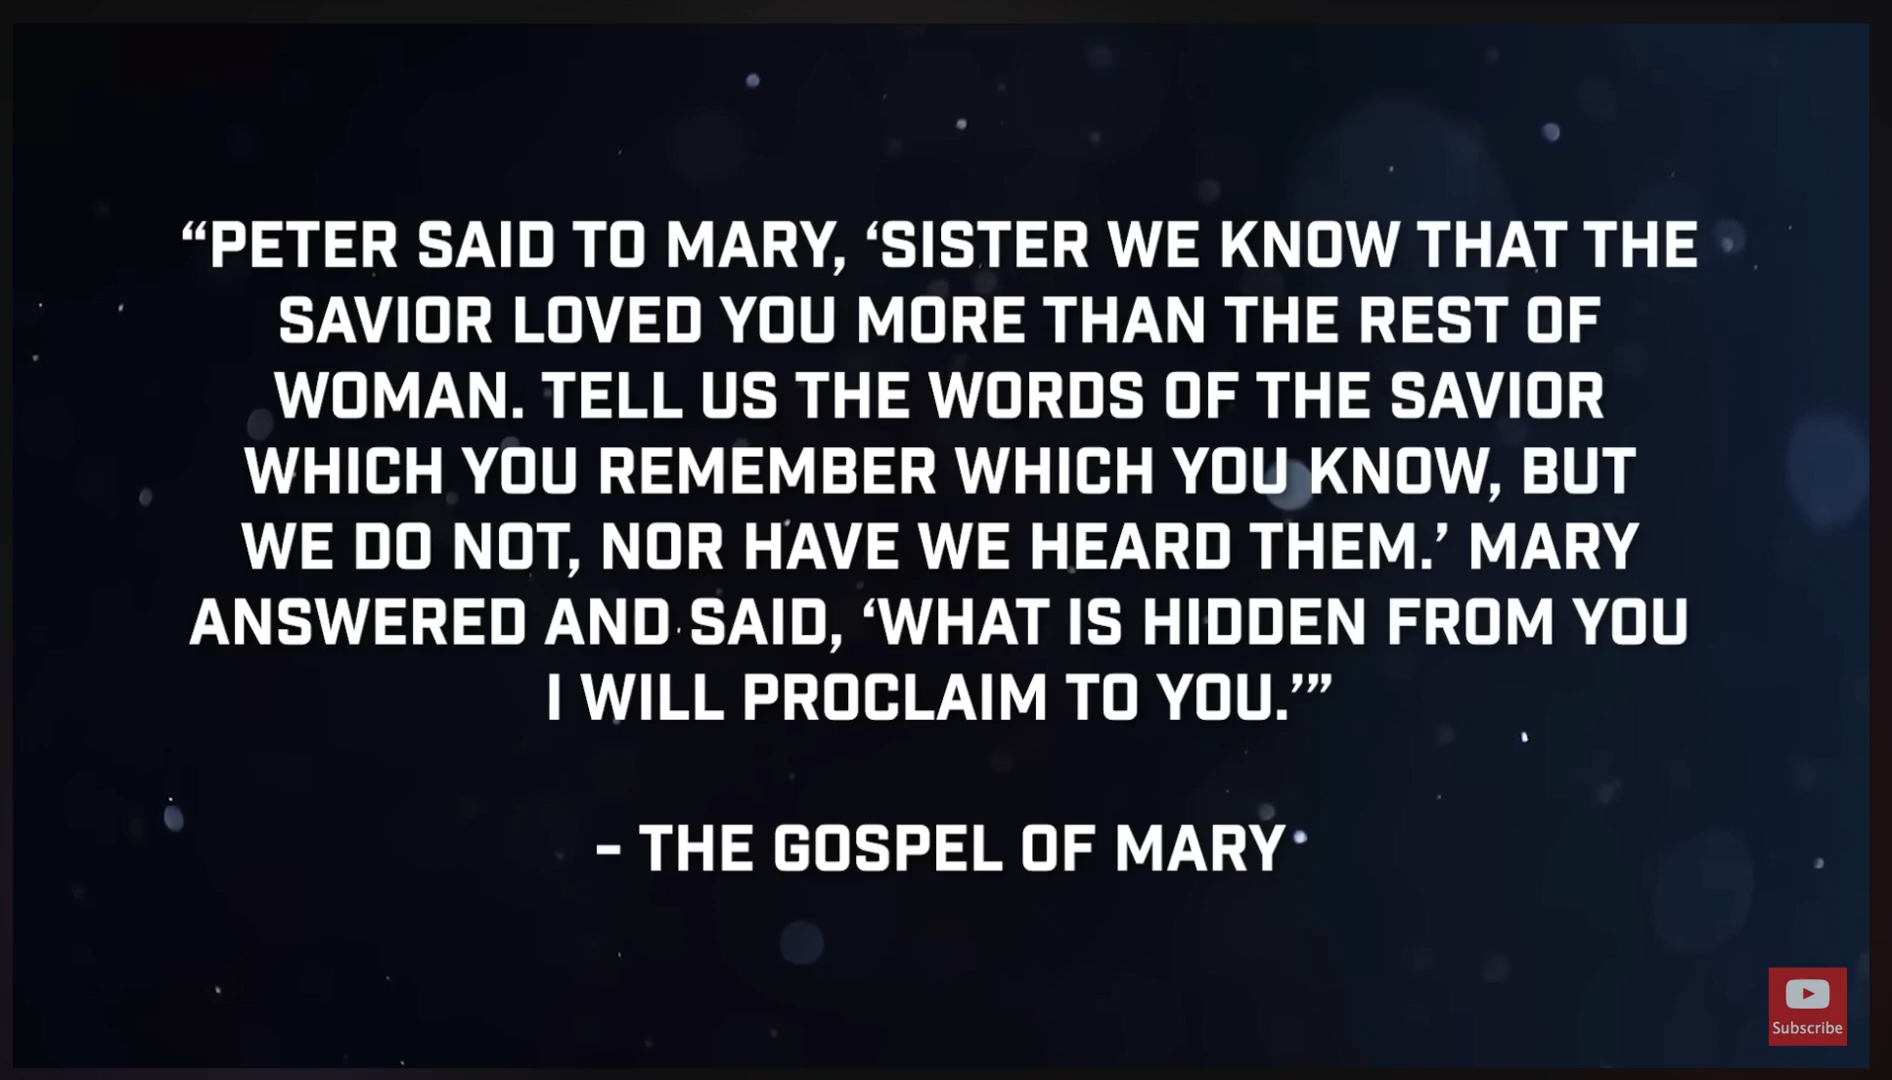 “PETER SAID TO MARY, ‘SISTER WE KNOW THAT THE
SAVIOR LOVED YOU MORE THAN THE REST OF
WOMAN. TELL US THE WORDS OF THE SAVIOR
WHICH YOU REMEMBER WHICH YOU KNOW, BUT
WE DO NOT, NOR HAVE WE HEARD THEM.’ MARY
ANSWERED AND SAID, ‘WHAT IS HIDDEN FROM YOU
I WILL PROCLAIM TO YOU.’”
– THE GOSPEL OF MARY
Subscribe